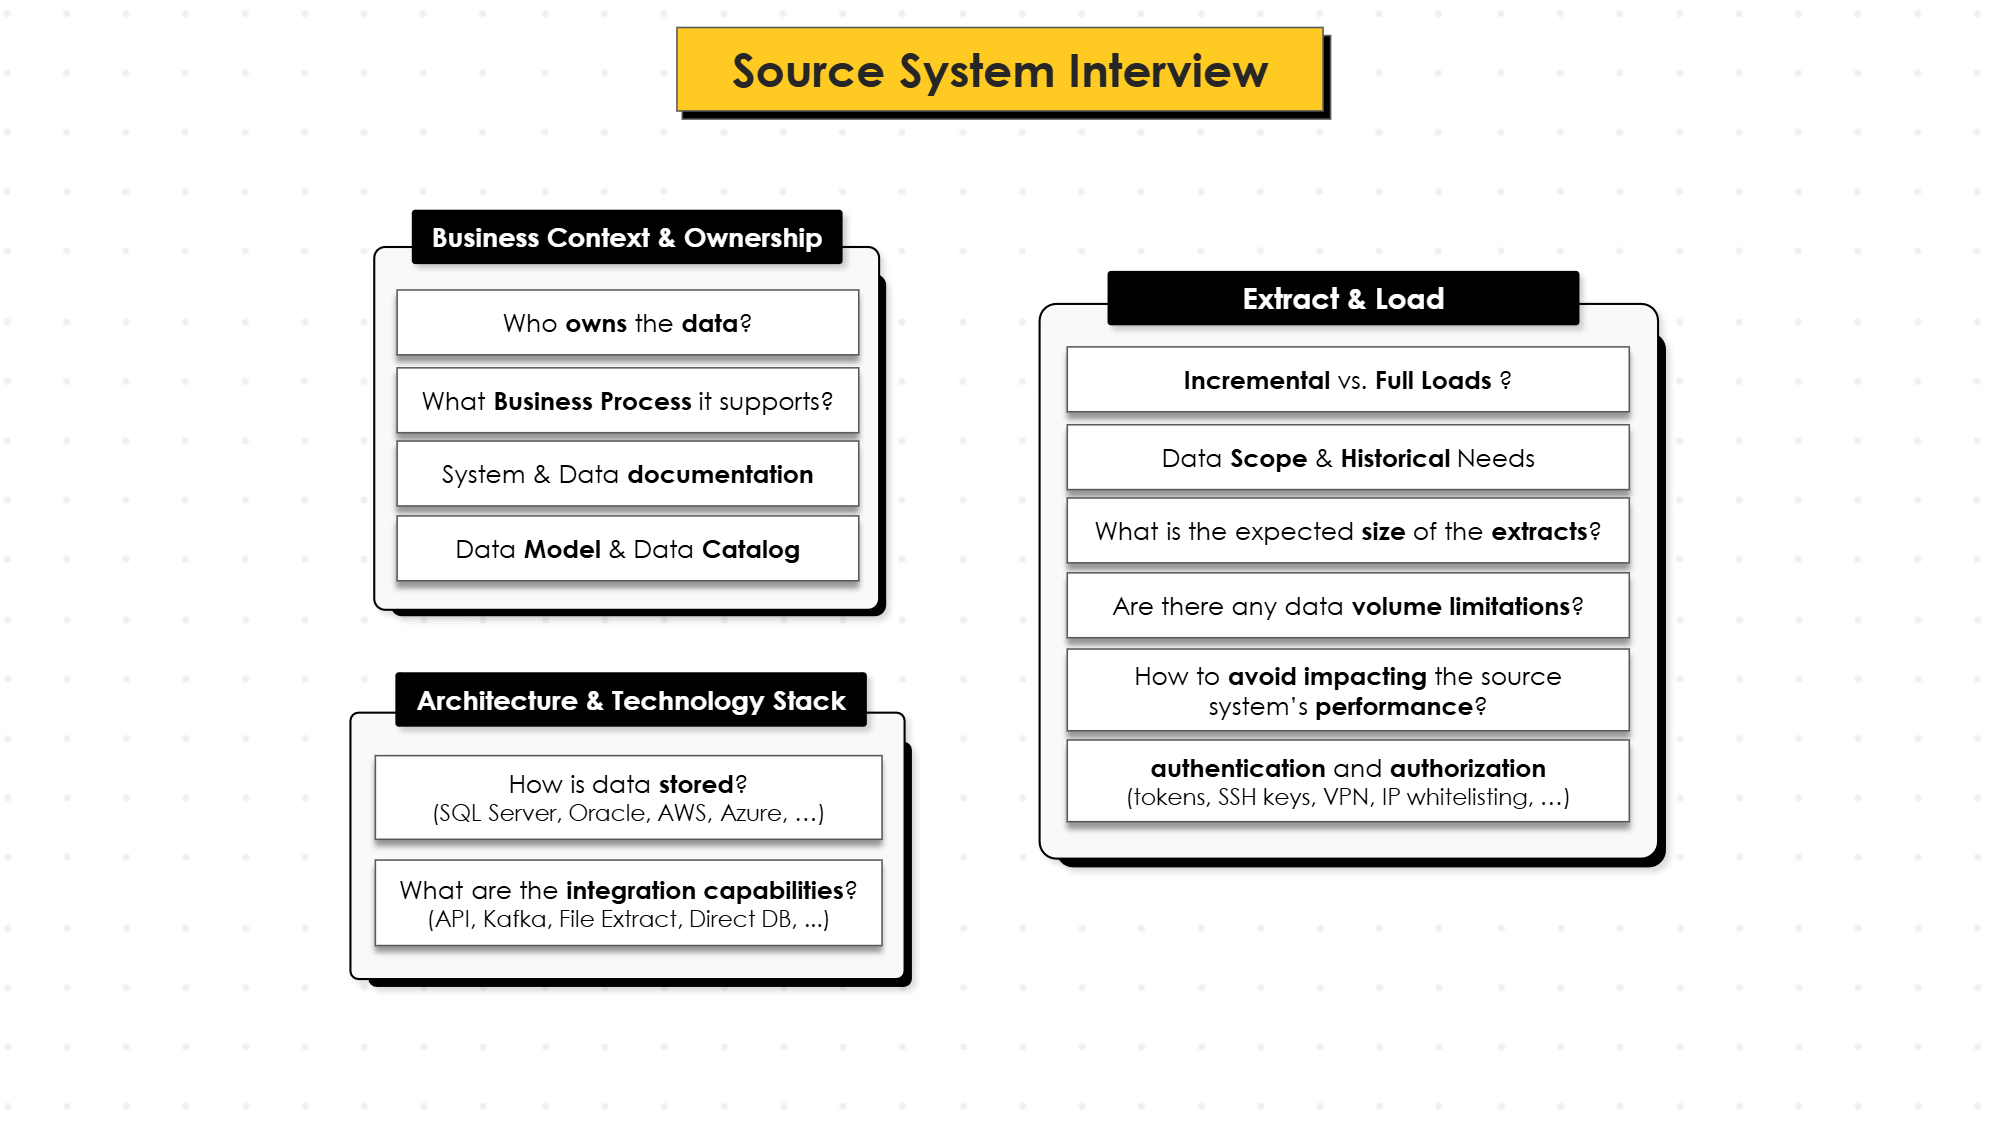 Source System Interview
Business Context & Ownership
Who owns the data?
What Business Process it supports?
System & Data documentation
Data Model & Data Catalog
Architecture & Technology Stack
How is data stored?
(SQL Server, Oracle, AWS, Azure, …)
What are the integration capabilities?
(API, Kafka, File Extract, Direct DB, ...)
Extract & Load
Incremental vs. Full Loads ?
Data Scope & Historical Needs
What is the expected size of the extracts?
Are there any data volume limitations?
How to avoid impacting the source
system’s performance?
authentication and authorization
(tokens, SSH keys, VPN, IP whitelisting, …)